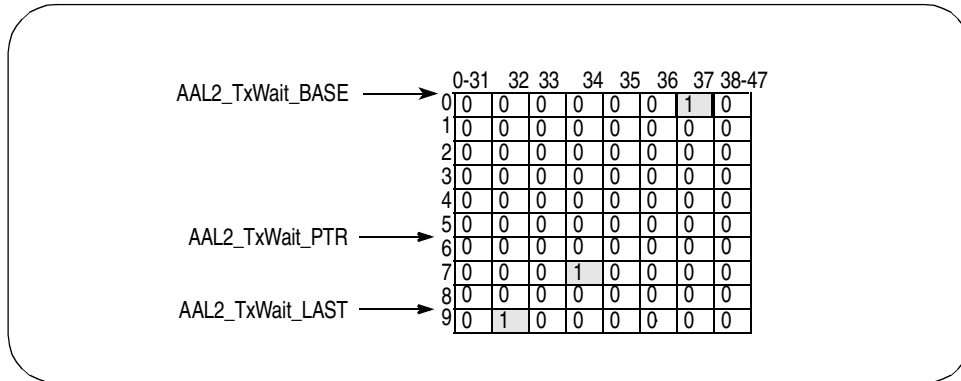 0-31 32 33 34 35 36 37 38-47
AAL2_TxWait_BASE
0 0 0 0 0 0 0 1 0
1 0 0 0 0 0 0 0 0
2 0 0 0 0 0 0 0 0
3 0 0 0 0 0 0 0 0
4 0 0 0 0 0 0 0 0
5 0 0 0 0 0 0 0 0
AAL2_TxWait_PTR
6 0 0 0 0 0 0 0 0
7 0 0 0 1 0 0 0 0
8 0 0 0 0 0 0 0 0
AAL2_TxWait_LAST
9 0 1 0 0 0 0 0 0